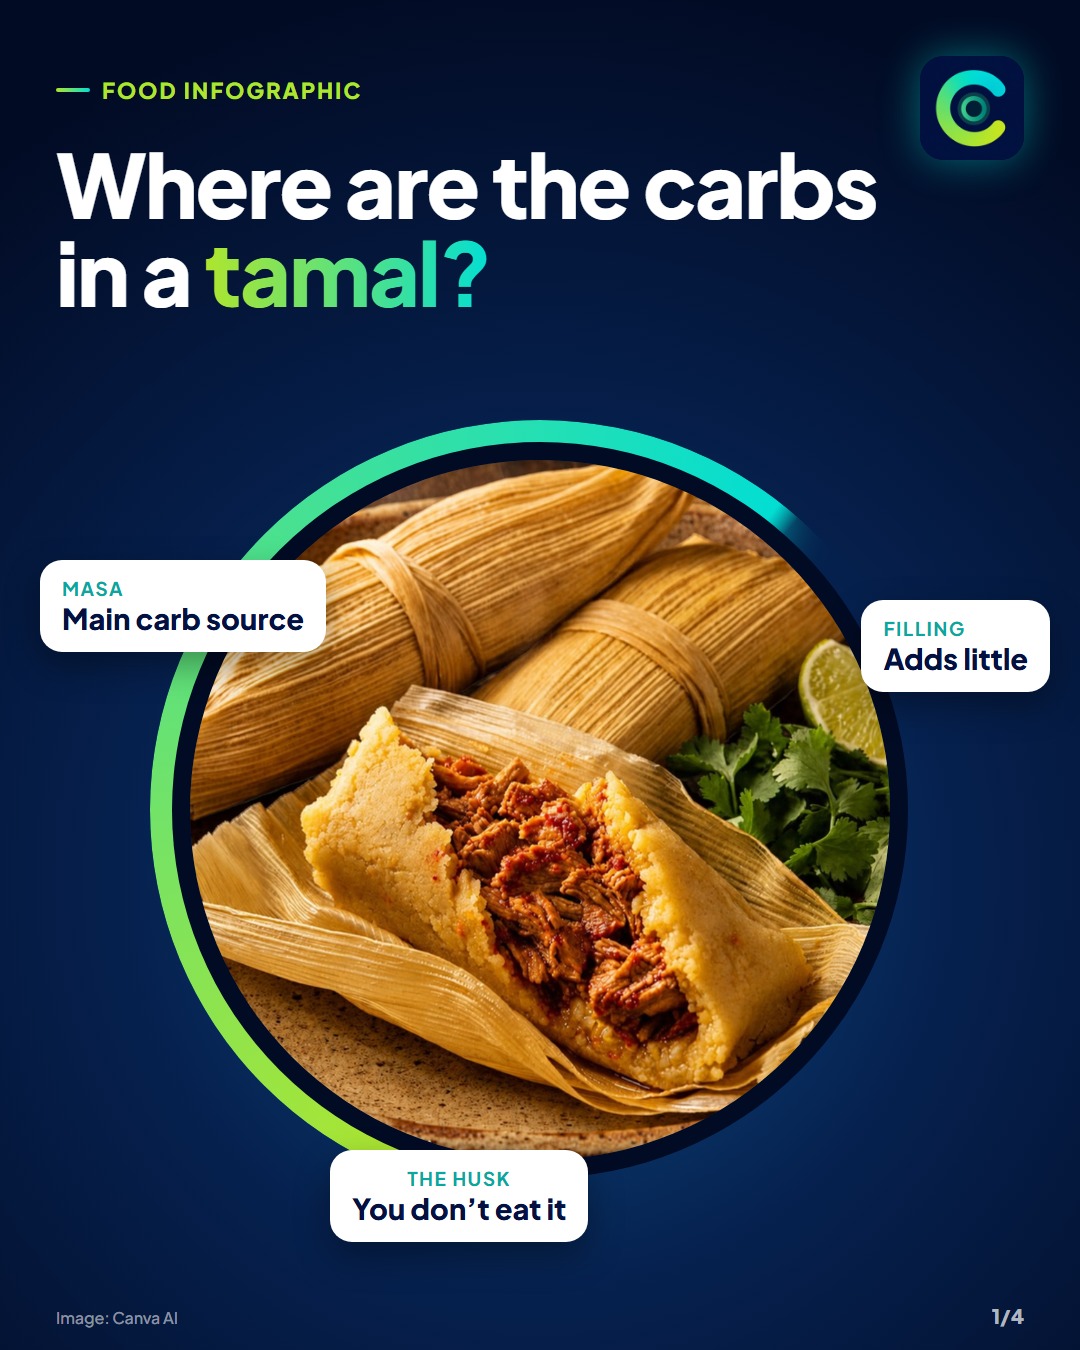 FOOD INFOGRAPHIC
Where are the carbs
in a tamal?
MASA
Main carb source
FILLING
Adds little
THE HUSK
You don’t eat it
Image: Canva AI
1/4